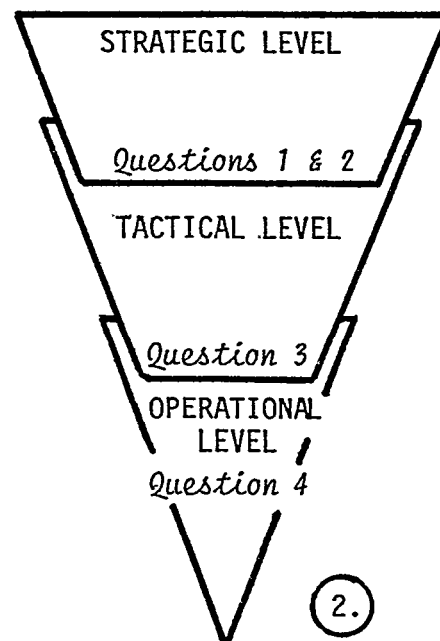 STRATEGIC LEVEL
Questions 1 & 2
TACTICAL LEVEL
Question 3
OPERATIONAL
LEVEL
Question 4
2.